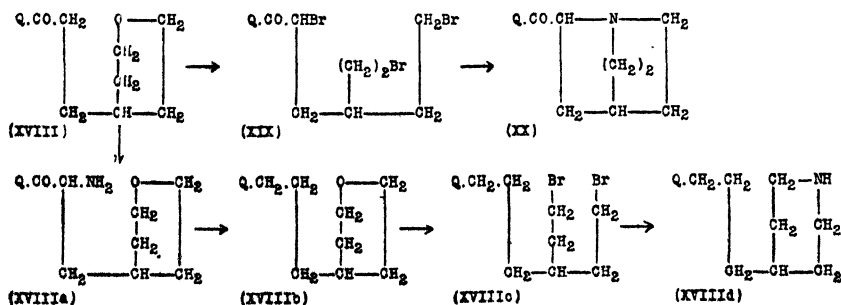 Q.CO.CH₂ O—CH₂ Q.CO.CHBr CH₂Br Q.CO.CH—N—CH₂
CH₂ (CH₂)₂Br (CH₂)₂
CH₂
CH₂—CH—CH₂ CH₂—CH—CH₂ CH₂—CH—CH₂
(XVIII) (XIX) (XX)
Q.CO.CH.NH₂ O—CH₂ Q.CH₂.CH₂ O—CH₂ Q.CH₂.CH₂ Br Br Q.CH₂.CH₂ CH₂—NH
CH₂ CH₂ CH₂ CH₂ CH₂ CH₂
CH₂ CH₂ CH₂
CH₂—CH—CH₂ CH₂—CH—CH₂ CH₂—CH—CH₂ CH₂—CH—CH₂
(XVIIIa) (XVIIIb) (XVIIIc) (XVIIId)